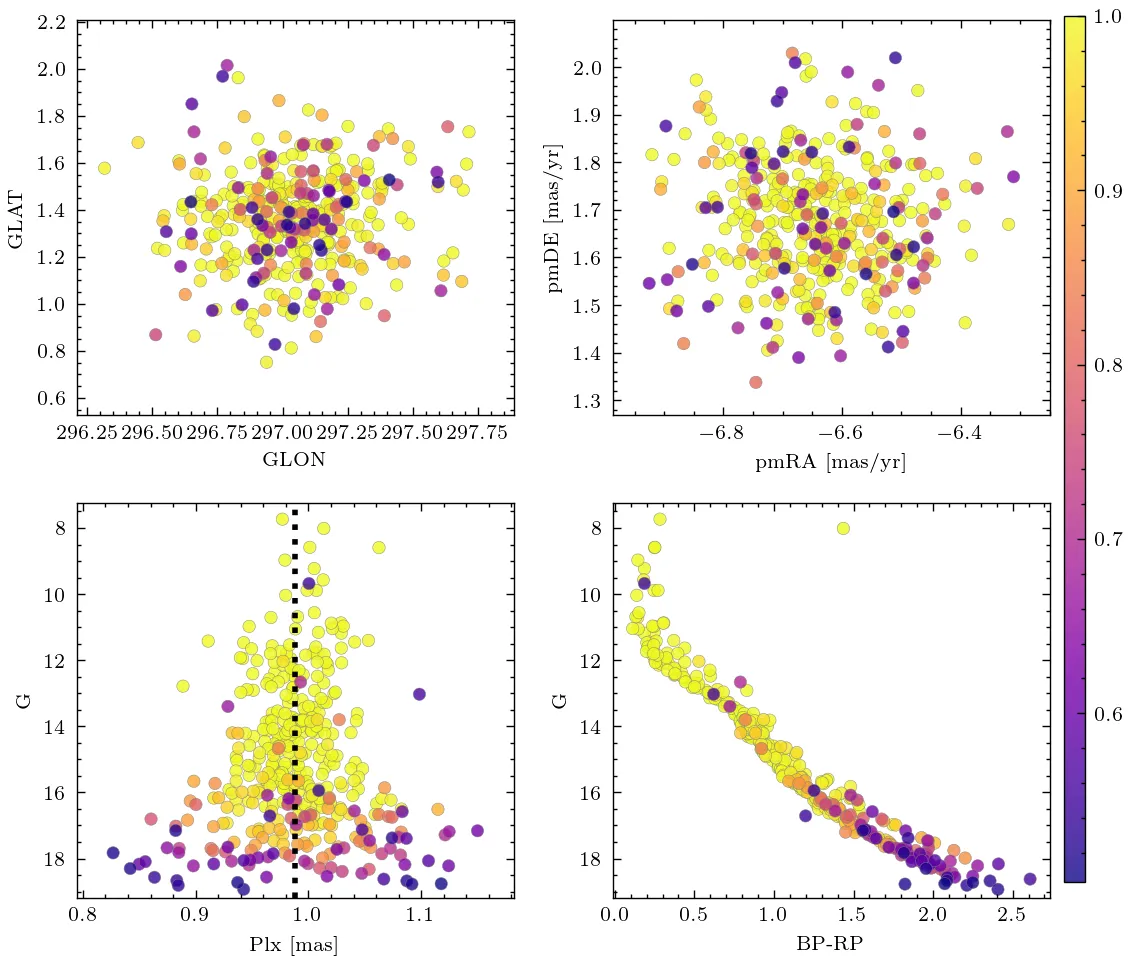 2.2
2.0
1.8
1.6
1.4
1.2
1.0
0.8
0.6
GLAT
296.25 296.50 296.75 297.00 297.25 297.50 297.75
GLON
2.0
1.9
1.8
1.7
1.6
1.5
1.4
1.3
pmDE [mas/yr]
−6.8 −6.6 −6.4
pmRA [mas/yr]
1.0
0.9
0.8
0.7
0.6
8
10
12
14
16
18
G
0.8 0.9 1.0 1.1
Plx [mas]
8
10
12
14
16
18
G
0.0 0.5 1.0 1.5 2.0 2.5
BP-RP